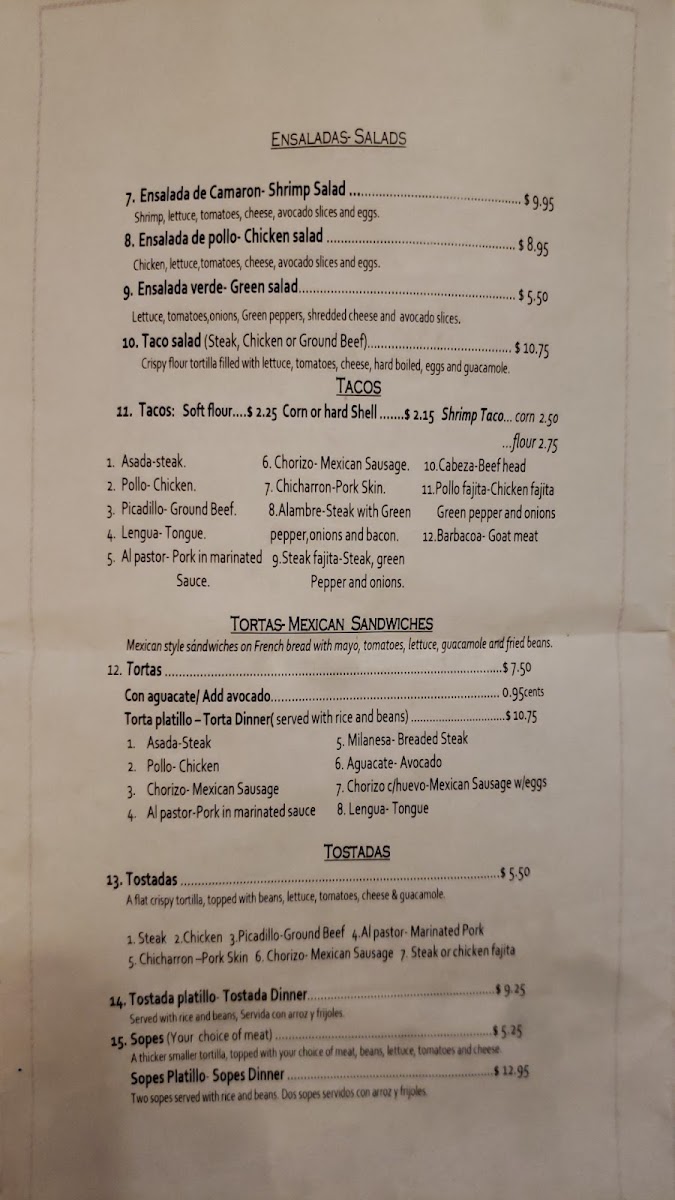 ENSALADAS- SALADS
7. Ensalada de Camaron- Shrimp Salad ................................................ $ 9.95
Shrimp, lettuce, tomatoes, cheese, avocado slices and eggs.
8. Ensalada de pollo- Chicken salad ...................................................... $ 8.95
Chicken, lettuce,tomatoes, cheese, avocado slices and eggs.
9. Ensalada verde- Green salad............................................................. $ 5.50
Lettuce, tomatoes,onions, Green peppers, shredded cheese and avocado slices.
10. Taco salad (Steak, Chicken or Ground Beef)......................................... $ 10.75
Crispy flour tortilla filled with lettuce, tomatoes, cheese, hard boiled, eggs and guacamole.
TACOS
11. Tacos: Soft flour....$ 2.25 Corn or hard Shell .......$ 2.15 Shrimp Taco... corn 2.50
...flour 2.75
1. Asada-steak. 6. Chorizo- Mexican Sausage. 10.Cabeza-Beef head
2. Pollo- Chicken. 7. Chicharron-Pork Skin. 11.Pollo fajita-Chicken fajita
3. Picadillo- Ground Beef. 8.Alambre-Steak with Green Green pepper and onions
4. Lengua- Tongue. pepper,onions and bacon. 12.Barbacoa- Goat meat
5. Al pastor- Pork in marinated 9.Steak fajita-Steak, green
Sauce. Pepper and onions.
TORTAS- MEXICAN SANDWICHES
Mexican style sándwiches on French bread with mayo, tomatoes, lettuce, guacamole and fried beans.
12. Tortas ........................................................................................$ 7.50
Con aguacate/ Add avocado............................................................ 0.95cents
Torta platillo – Torta Dinner( served with rice and beans) .........................$ 10.75
1. Asada-Steak 5. Milanesa- Breaded Steak
2. Pollo- Chicken 6. Aguacate- Avocado
3. Chorizo- Mexican Sausage 7. Chorizo c/huevo-Mexican Sausage w/eggs
4. Al pastor-Pork in marinated sauce 8. Lengua- Tongue
TOSTADAS
13. Tostadas ...................................................................................$ 5.50
A flat crispy tortilla, topped with beans, lettuce, tomatoes, cheese & guacamole.
1. Steak 2.Chicken 3.Picadillo-Ground Beef 4.Al pastor- Marinated Pork
5. Chicharron –Pork Skin 6. Chorizo- Mexican Sausage 7. Steak or chicken fajita
14. Tostada platillo- Tostada Dinner..................................................$ 9.25
Served with rice and beans, Servida con arroz y frijoles.
15. Sopes (Your choice of meat) .........................................................$ 5.25
A thicker smaller tortilla, topped with your choice of meat, beans, lettuce, tomatoes and cheese.
Sopes Platillo- Sopes Dinner .......................................................$ 12.95
Two sopes served with rice and beans. Dos sopes servidos con arroz y frijoles.